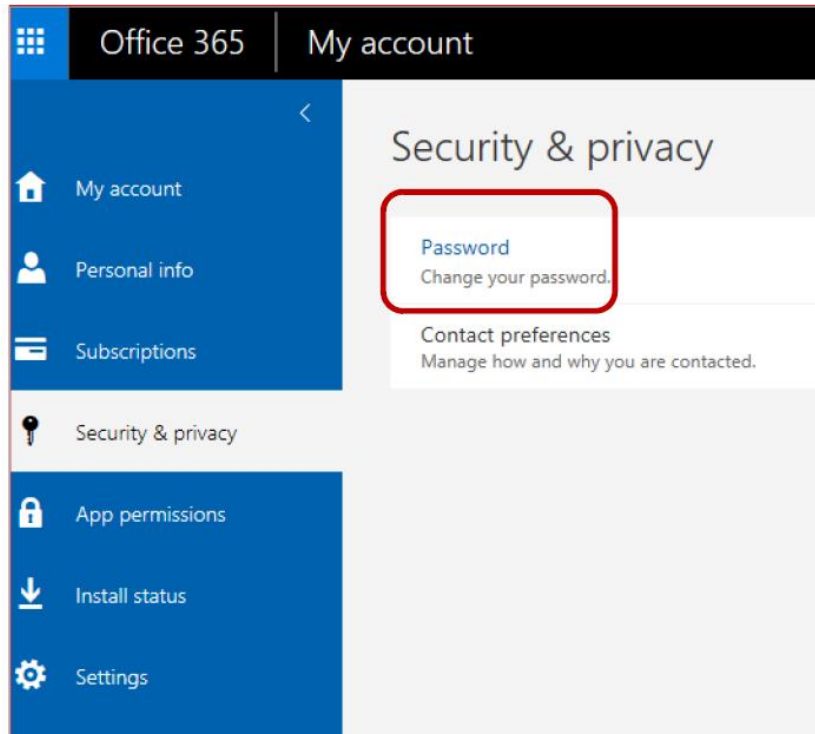 Office 365
My account
My account
Personal info
Subscriptions
Security & privacy
App permissions
Install status
Settings
Security & privacy
Password
Change your password.
Contact preferences
Manage how and why you are contacted.